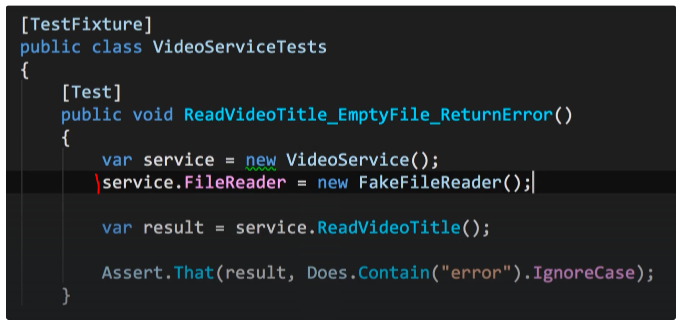 [TestFixture]
public class VideoServiceTests
{
[Test]
public void ReadVideoTitle_EmptyFile_ReturnError()
{
var service = new VideoService();
service.FileReader = new FakeFileReader();
var result = service.ReadVideoTitle();
Assert.That(result, Does.Contain("error").IgnoreCase);
}